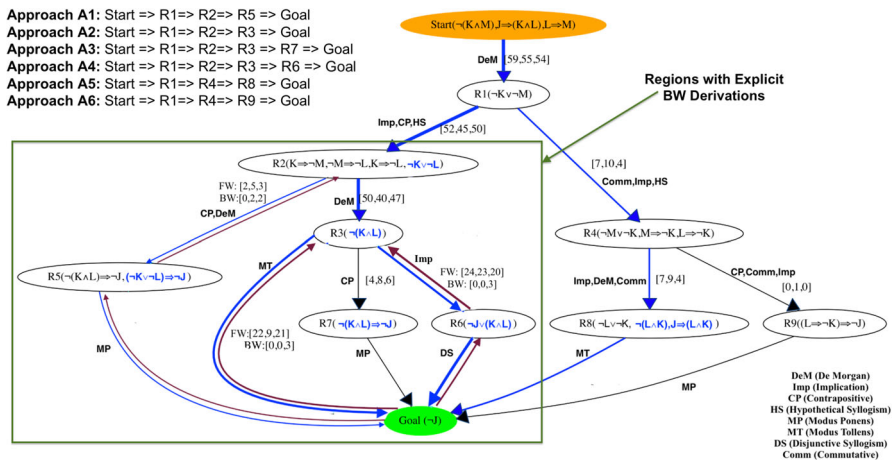 Approach A1: Start => R1=> R2=> R5=> Goal
Approach A2: Start => R1=> R2=> R3=> Goal
Approach A3: Start => R1=> R2=> R3=> R7 => Goal
Approach A4: Start => R1=> R2=> R3 => R6 => Goal
Approach A5: Start => R1=> R4=> R8 => Goal
Approach A6: Start => R1=> R4=> R9 => Goal
Start(¬(K∧M),J⇒(K∧L),L⇒M)
DeM [59,55,54]
R1(¬K∨¬M)
Regions with Explicit
BW Derivations
Imp,CP,HS
[52,45,50]
R2(K⇒¬M,¬M⇒¬L,K⇒¬L,¬K∨¬L)
[7,10,4]
Comm,Imp,HS
FW: [2,5,3]
BW:[0,2,2]
CP,DeM
DeM [50,40,47]
R3(¬(K∧L))
R4(¬M∨¬K,M⇒¬K,L⇒¬K)
MT
Imp
R5(¬(K∧L)⇒¬J,(¬K∨¬L)⇒¬J)
CP [4,8,6]
FW: [24,23,20]
BW: [0,0,3]
Imp,DeM,Comm [7,9,4]
CP,Comm,Imp
[0,1,0]
R7(¬(K∧L)⇒¬J)
R6(¬J∨(K∧L))
R8(¬L∨¬K, ¬(L∧K),J⇒(L∧K))
R9((L⇒¬K)⇒¬J)
FW:[22,9,21]
BW:[0,0,3]
MP
MP
DS
MT
MP
Goal (¬J)
DeM (De Morgan)
Imp (Implication)
CP (Contrapositive)
HS (Hypothetical Syllogism)
MP (Modus Ponens)
MT (Modus Tollens)
DS (Disjunctive Syllogism)
Comm (Commutative)